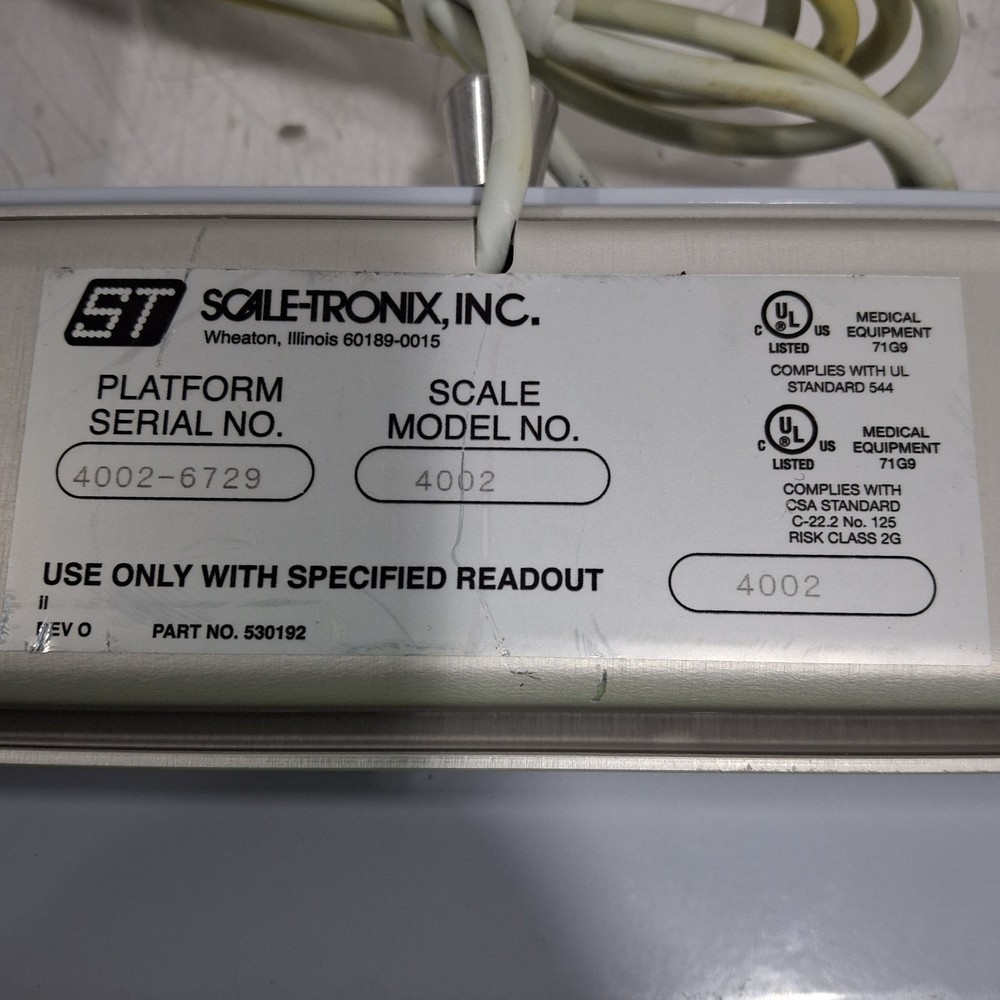 ST SCALE-TRONIX, INC.
Wheaton, Illinois 60189-0015
PLATFORM
SERIAL NO.
4002-6729
SCALE
MODEL NO.
4002
C UL ® US
LISTED
MEDICAL
EQUIPMENT
71G9
COMPLIES WITH UL
STANDARD 544
C UL ® US
LISTED
MEDICAL
EQUIPMENT
71G9
COMPLIES WITH
CSA STANDARD
C-22.2 No. 125
RISK CLASS 2G
USE ONLY WITH SPECIFIED READOUT
4002
ii
REV O PART NO. 530192